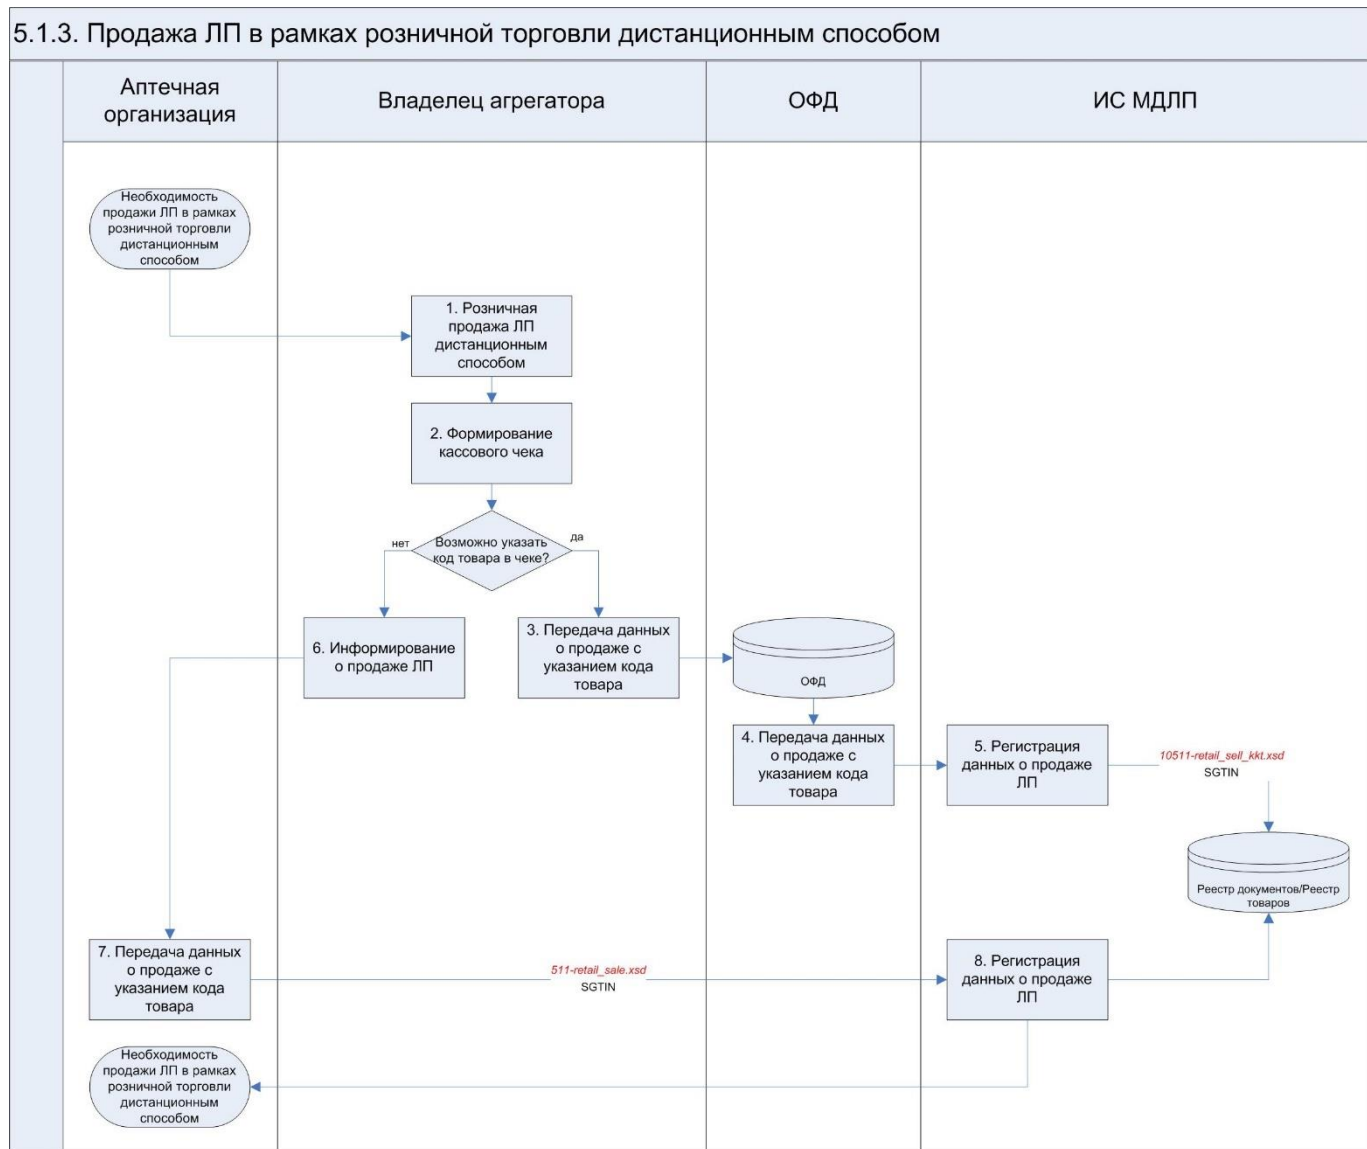 5.1.3. Продажа ЛП в рамках розничной торговли дистанционным способом
Аптечная
организация
Владелец агрегатора
ОФД
ИС МДЛП
Необходимость
продажи ЛП в рамках
розничной торговли
дистанционным
способом
1. Розничная
продажа ЛП
дистанционным
способом
2. Формирование
кассового чека
Возможно указать
код товара в чеке?
нет
да
6. Информирование
о продаже ЛП
3. Передача данных
о продаже с
указанием кода
товара
ОФД
4. Передача данных
о продаже с
указанием кода
товара
5. Регистрация
данных о продаже
ЛП
10511-retail_sell_kkt.xsd
SGTIN
Реестр документов/Реестр
товаров
7. Передача данных
о продаже с
указанием кода
товара
511-retail_sale.xsd
SGTIN
8. Регистрация
данных о продаже
ЛП
Необходимость
продажи ЛП в рамках
розничной торговли
дистанционным
способом